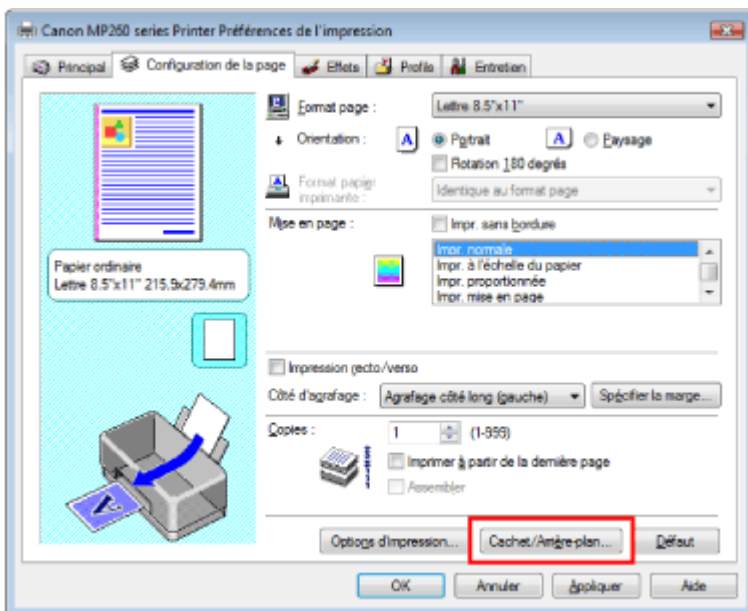 Canon MP260 series Printer Préférences de l'impression
Principal Configuration de la page Effets Profils Entretien
Format page : Lettre 8.5"x11"
Orientation : A Portrait A Paysage
Rotation 180 degrés
Format papier imprimante : Identique au format page
Mise en page : Impr. sans bordure
Impr. normale
Impr. à l'échelle du papier
Impr. proportionnée
Impr. mise en page
Papier ordinaire
Lettre 8.5"x11" 215.9x279.4mm
Impression recto/verso
Côté d'agrafage : Agrafage côté long (gauche) Spécifier la marge...
Copies : 1 (1-999)
Imprimer à partir de la dernière page
Assembler
Options d'impression... Cachet/Arrière-plan... Défaut
OK Annuler Appliquer Aide